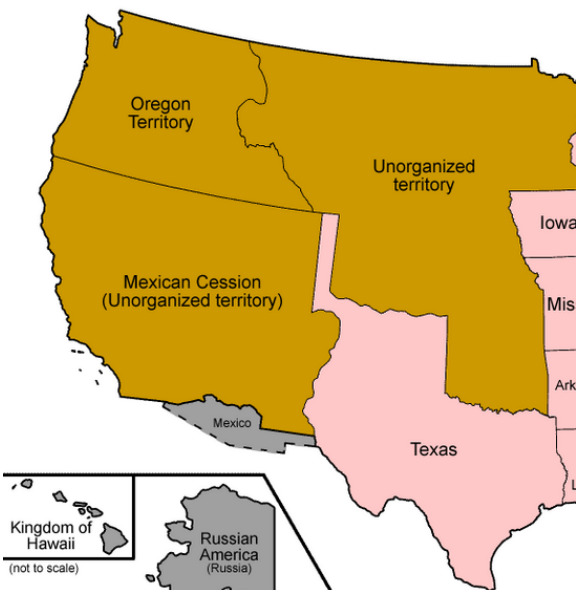 Oregon
Territory
Unorganized
territory
Iowa
Mexican Cession
(Unorganized territory)
Mis
Ark
Mexico
Texas
L
Kingdom of
Hawaii
(not to scale)
Russian
America
(Russia)